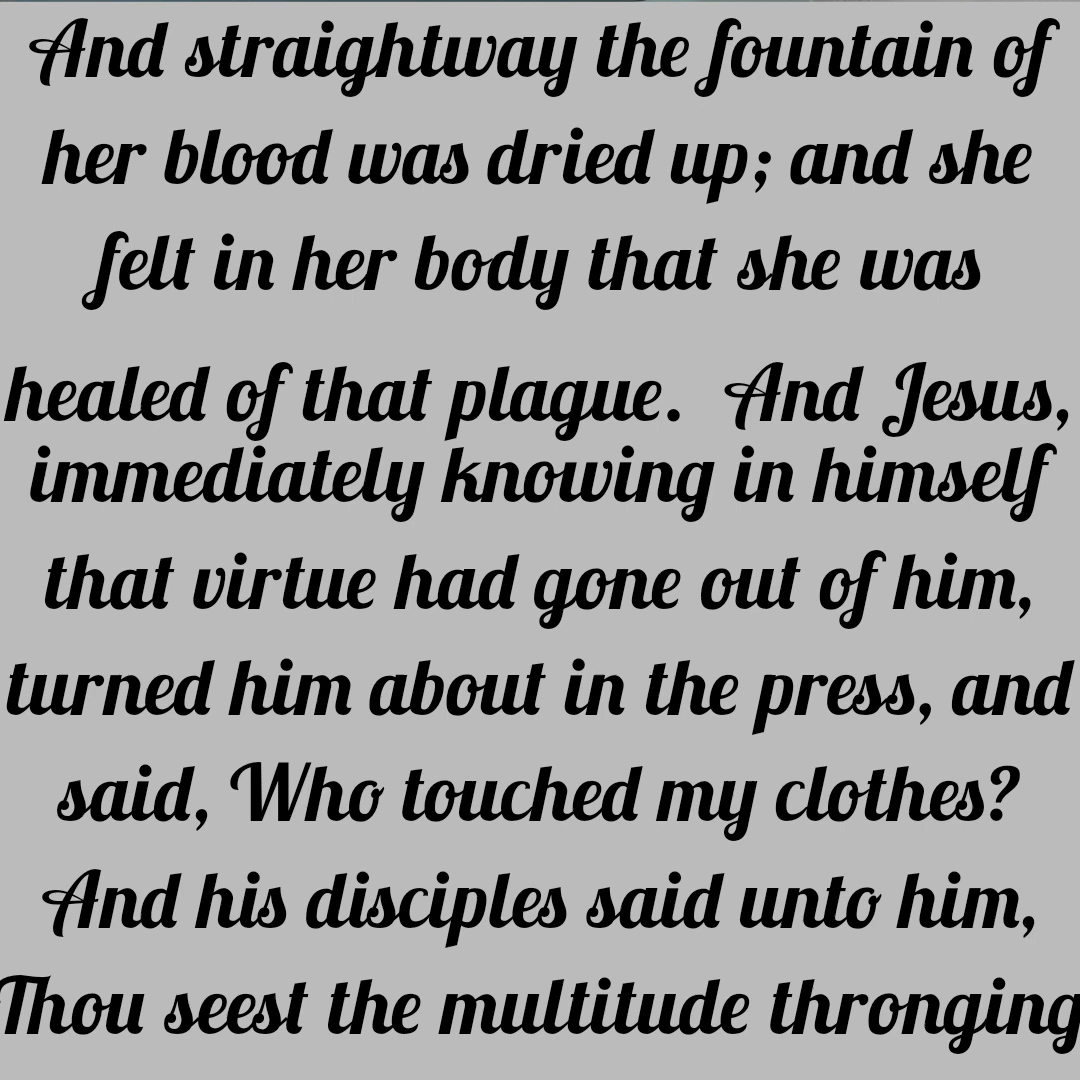 And straightway the fountain of
her blood was dried up; and she
felt in her body that she was
healed of that plague.  And Jesus,
immediately knowing in himself
that virtue had gone out of him,
turned him about in the press, and
said, Who touched my clothes?
And his disciples said unto him,
Thou seest the multitude thronging